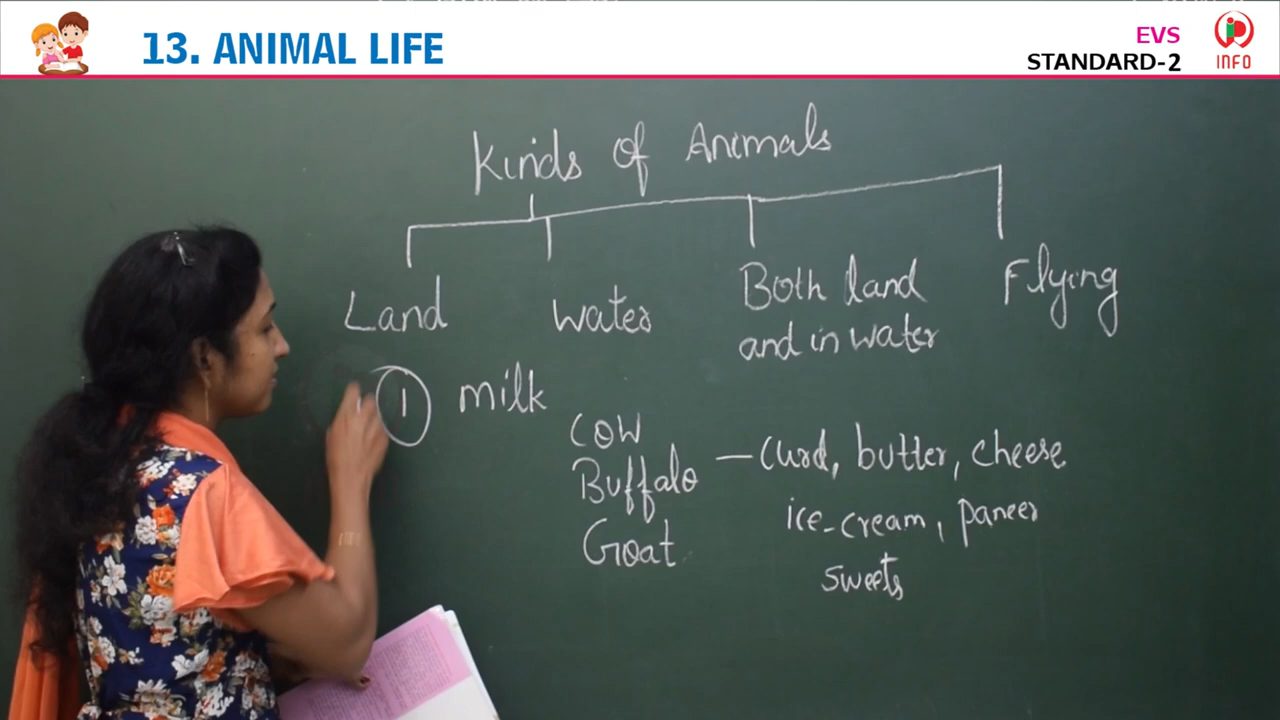 13. ANIMAL LIFE
EVS
STANDARD-2
INFO
Kinds of Animals
Land
Water
Both land
and in water
Flying
1 milk
Cow
Buffalo — Curd, butter, cheese
ice-cream, paneer
Goat
sweets